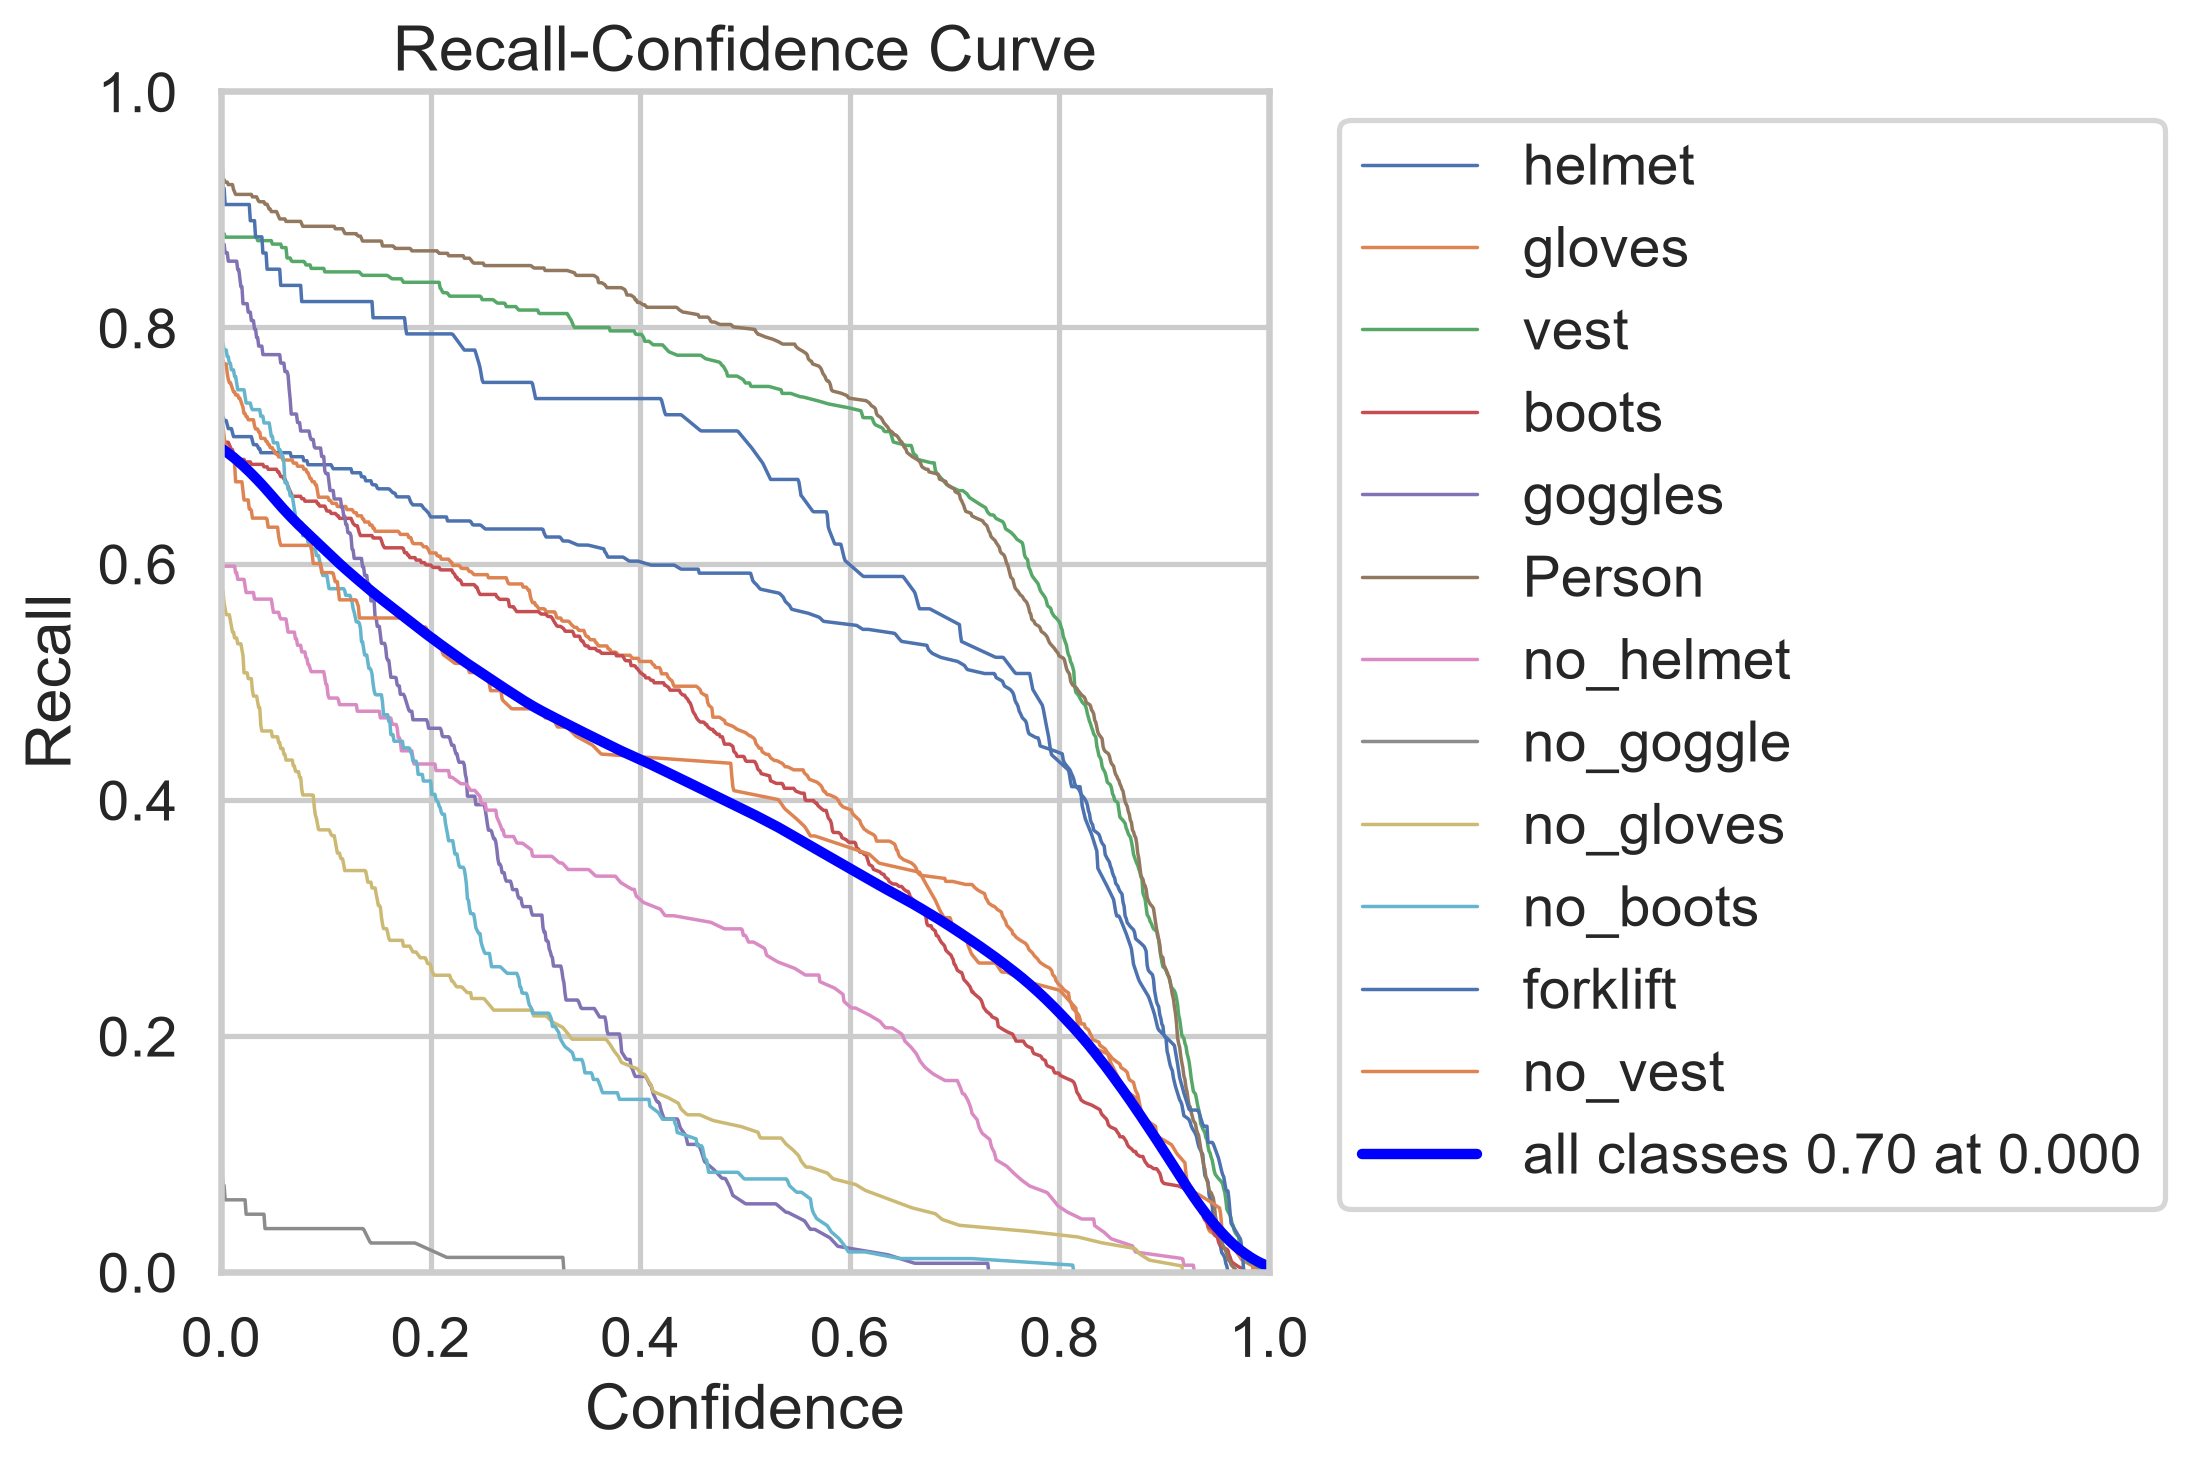 Recall-Confidence Curve
1.0
0.8
0.6
0.4
0.2
0.0
Recall
0.0 0.2 0.4 0.6 0.8 1.0
Confidence
helmet
gloves
vest
boots
goggles
Person
no_helmet
no_goggle
no_gloves
no_boots
forklift
no_vest
all classes 0.70 at 0.000